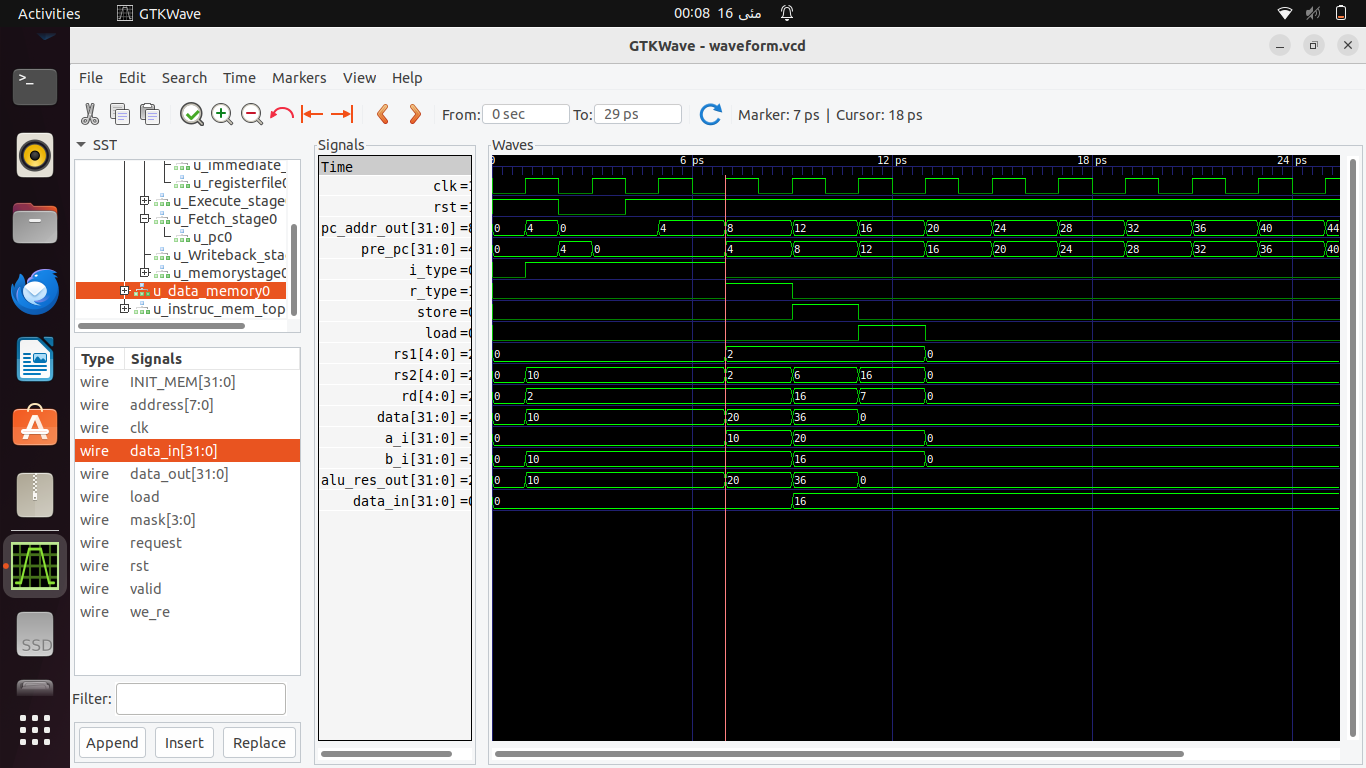 Activities GTKWave 00:08 16 مئی
GTKWave - waveform.vcd
File Edit Search Time Markers View Help
From: 0 sec To: 29 ps Marker: 7 ps | Cursor: 18 ps
SST
u_immediate_
u_registerfile0
u_Execute_stage
u_Fetch_stage0
u_pc0
u_Writeback_sta
u_memorystage0
u_data_memory0
u_instruc_mem_top
Type Signals
wire INIT_MEM[31:0]
wire address[7:0]
wire clk
wire data_in[31:0]
wire data_out[31:0]
wire load
wire mask[3:0]
wire request
wire rst
wire valid
wire we_re
Filter:
Append Insert Replace
SSD
Signals
Time
clk=1
rst=1
pc_addr_out[31:0]=8
pre_pc[31:0]=4
i_type=0
r_type=1
store=0
load=0
rs1[4:0]=2
rs2[4:0]=2
rd[4:0]=2
data[31:0]=2
a_i[31:0]=1
b_i[31:0]=1
alu_res_out[31:0]=2
data_in[31:0]=0
Waves
0 6 ps 12 ps 18 ps 24 ps
0 4 0 4 8 12 16 20 24 28 32 36 40 44
0 4 0 4 8 12 16 20 24 28 32 36 40
0 2 0
0 10 2 6 16 0
0 2 16 7 0
0 10 20 36 0
0 10 20 0
0 10 16 0
0 10 20 36 0
0 16